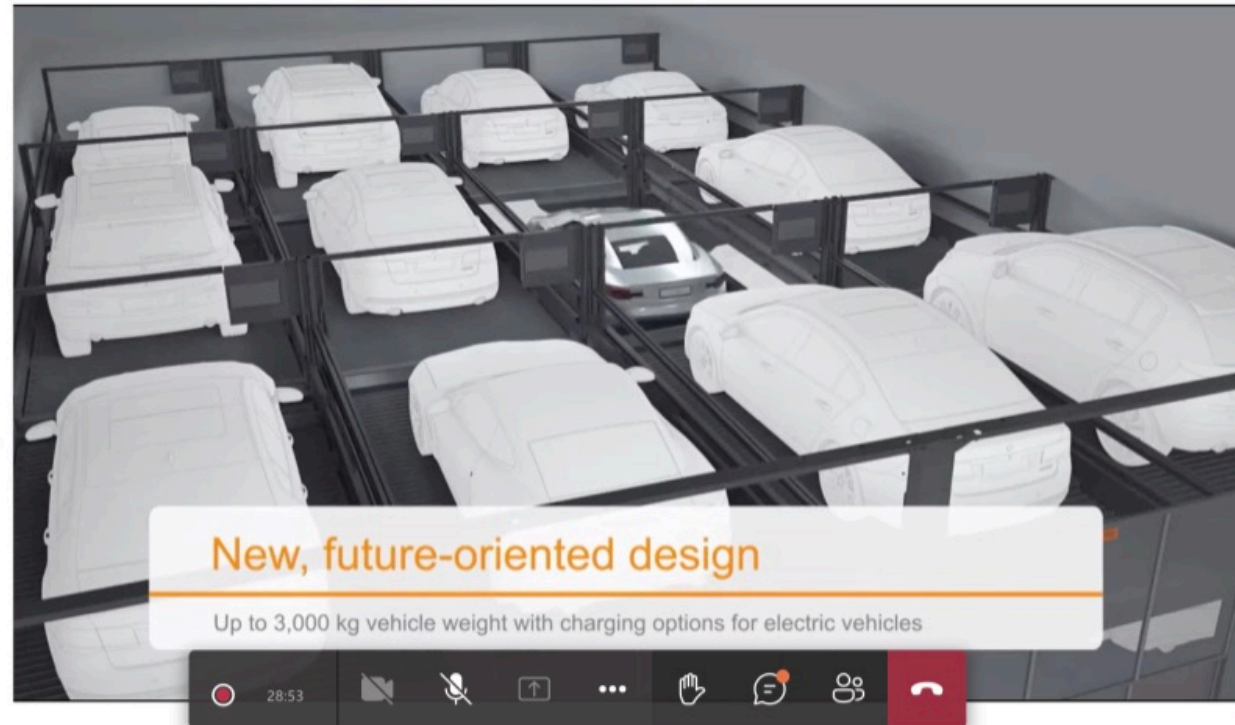 New, future-oriented design
Up to 3,000 kg vehicle weight with charging options for electric vehicles
28:53